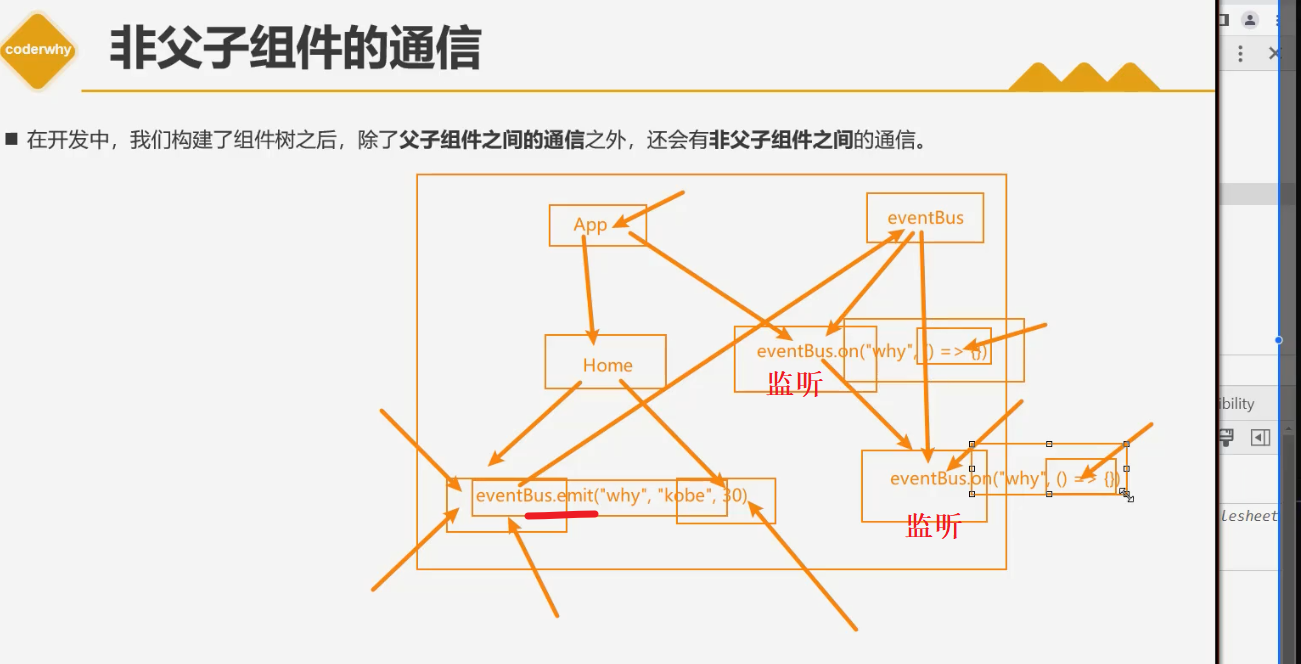 coderwhy
非父子组件的通信
在开发中，我们构建了组件树之后，除了父子组件之间的通信之外，还会有非父子组件之间的通信。
App
eventBus
eventBus.on("why", () => {})
Home
监听
ibility
eventBus.on("why", () => {})
eventBus.emit("why", "kobe", 30)
lesheet
监听